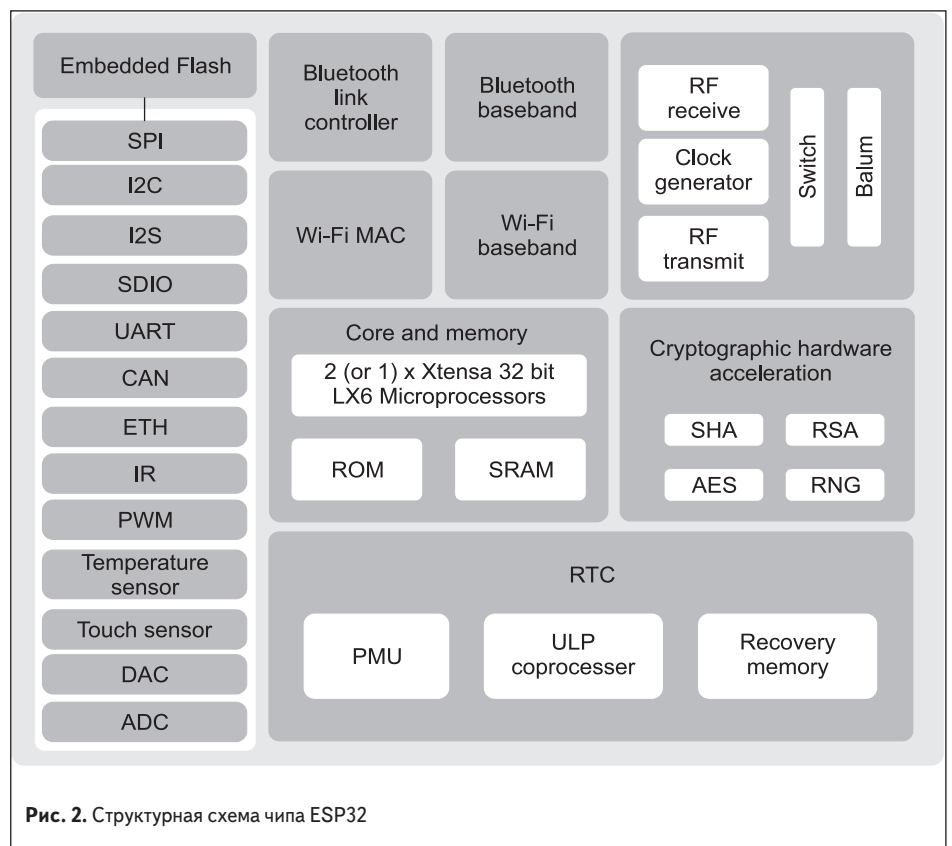 Embedded Flash
SPI
I2C
I2S
SDIO
UART
CAN
ETH
IR
PWM
Temperature
sensor
Touch sensor
DAC
ADC
Bluetooth
link
controller
Bluetooth
baseband
Wi-Fi MAC
Wi-Fi
baseband
RF
receive
Clock
generator
RF
transmit
Switch
Balum
Core and memory
2 (or 1) x Xtensa 32 bit
LX6 Microprocessors
ROM
SRAM
Cryptographic hardware
acceleration
SHA
RSA
AES
RNG
RTC
PMU
ULP
coprocesser
Recovery
memory
Рис. 2. Структурная схема чипа ESP32